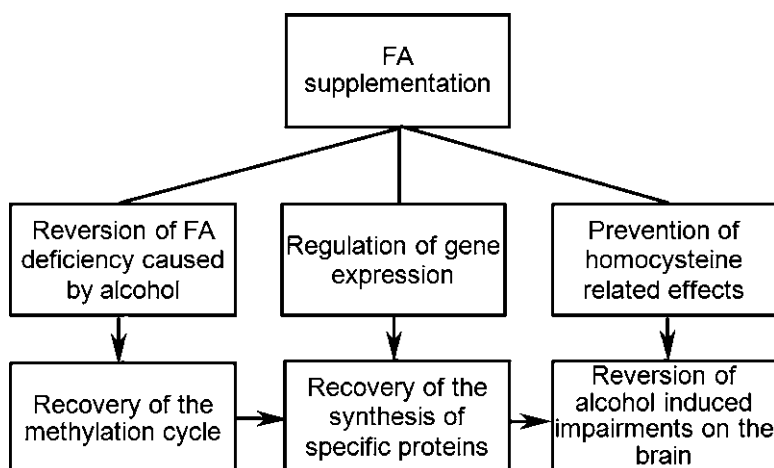 FA
supplementation
Reversion of FA
deficiency caused
by alcohol
Regulation of gene
expression
Prevention of
homocysteine
related effects
Recovery of the
methylation cycle
Recovery of the
synthesis of
specific proteins
Reversion of
alcohol induced
impairments on the
brain